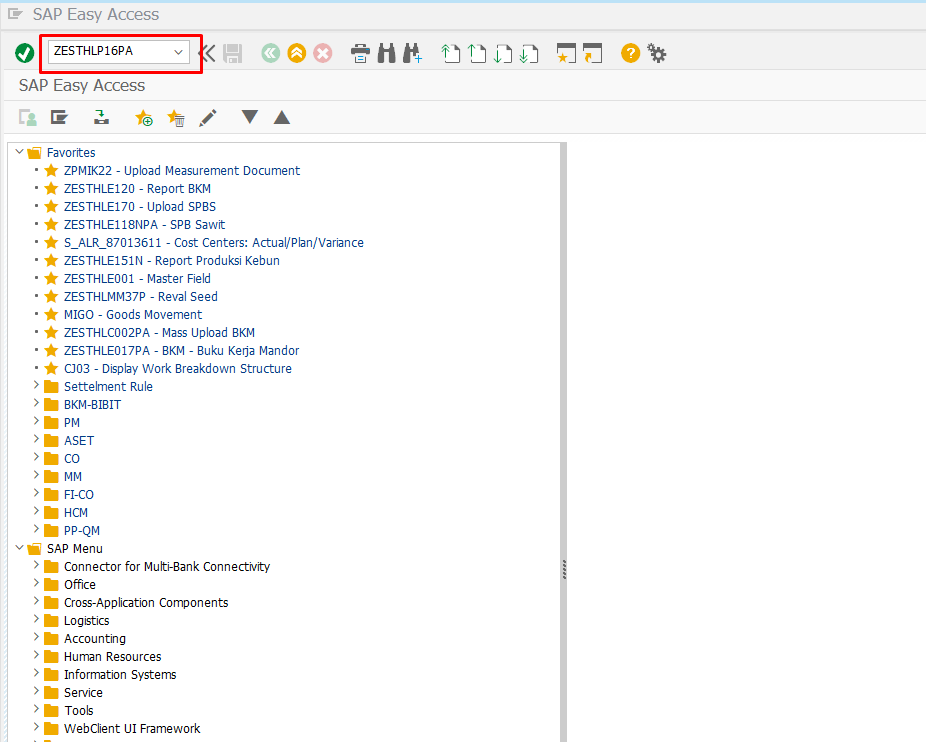 SAP Easy Access
ZESTHLP16PA
SAP Easy Access
Favorites
ZPMIK22 - Upload Measurement Document
ZESTHLE120 - Report BKM
ZESTHLE170 - Upload SPBS
ZESTHLE118NPA - SPB Sawit
S_ALR_87013611 - Cost Centers: Actual/Plan/Variance
ZESTHLE151N - Report Produksi Kebun
ZESTHLE001 - Master Field
ZESTHLMM37P - Reval Seed
MIGO - Goods Movement
ZESTHLC002PA - Mass Upload BKM
ZESTHLE017PA - BKM - Buku Kerja Mandor
CJ03 - Display Work Breakdown Structure
Settelment Rule
BKM-BIBIT
PM
ASET
CO
MM
FI-CO
HCM
PP-QM
SAP Menu
Connector for Multi-Bank Connectivity
Office
Cross-Application Components
Logistics
Accounting
Human Resources
Information Systems
Service
Tools
WebClient UI Framework